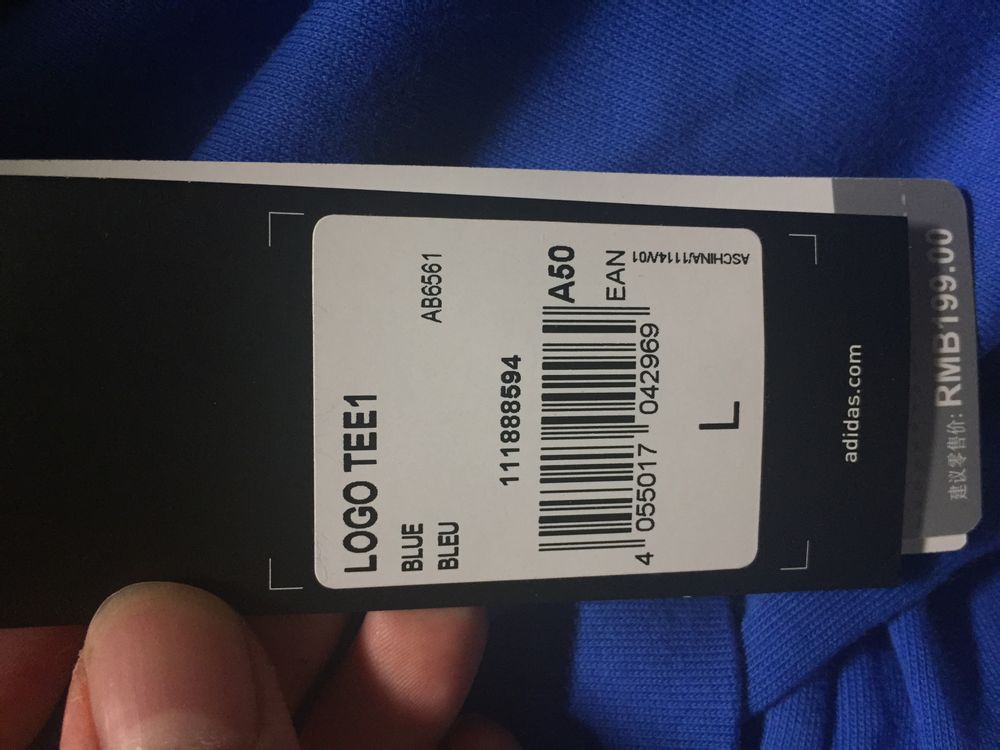 LOGO TEE1
BLUE
BLEU
AB6561
111888594
A50
EAN
4 055017 042969
ASCHINA/1114/V01
L
adidas.com
建议零售价: RMB199.00